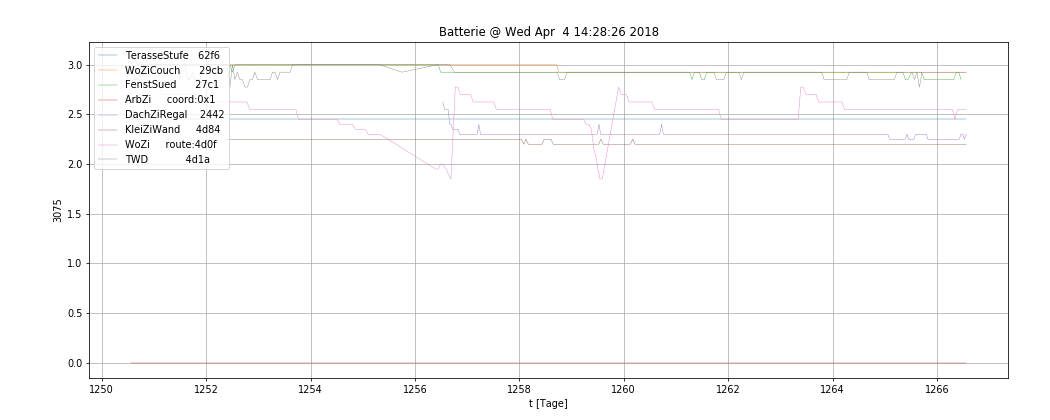 Batterie @ Wed Apr  4 14:28:26 2018
TerasseStufe 62f6
WoZiCouch 29cb
FenstSued 27c1
ArbZi coord:0x1
DachZiRegal 2442
KleiZiWand 4d84
WoZi route:4d0f
TWD 4d1a
3.0
2.5
2.0
1.5
1.0
0.5
0.0
3075
1250 1252 1254 1256 1258 1260 1262 1264 1266
t [Tage]